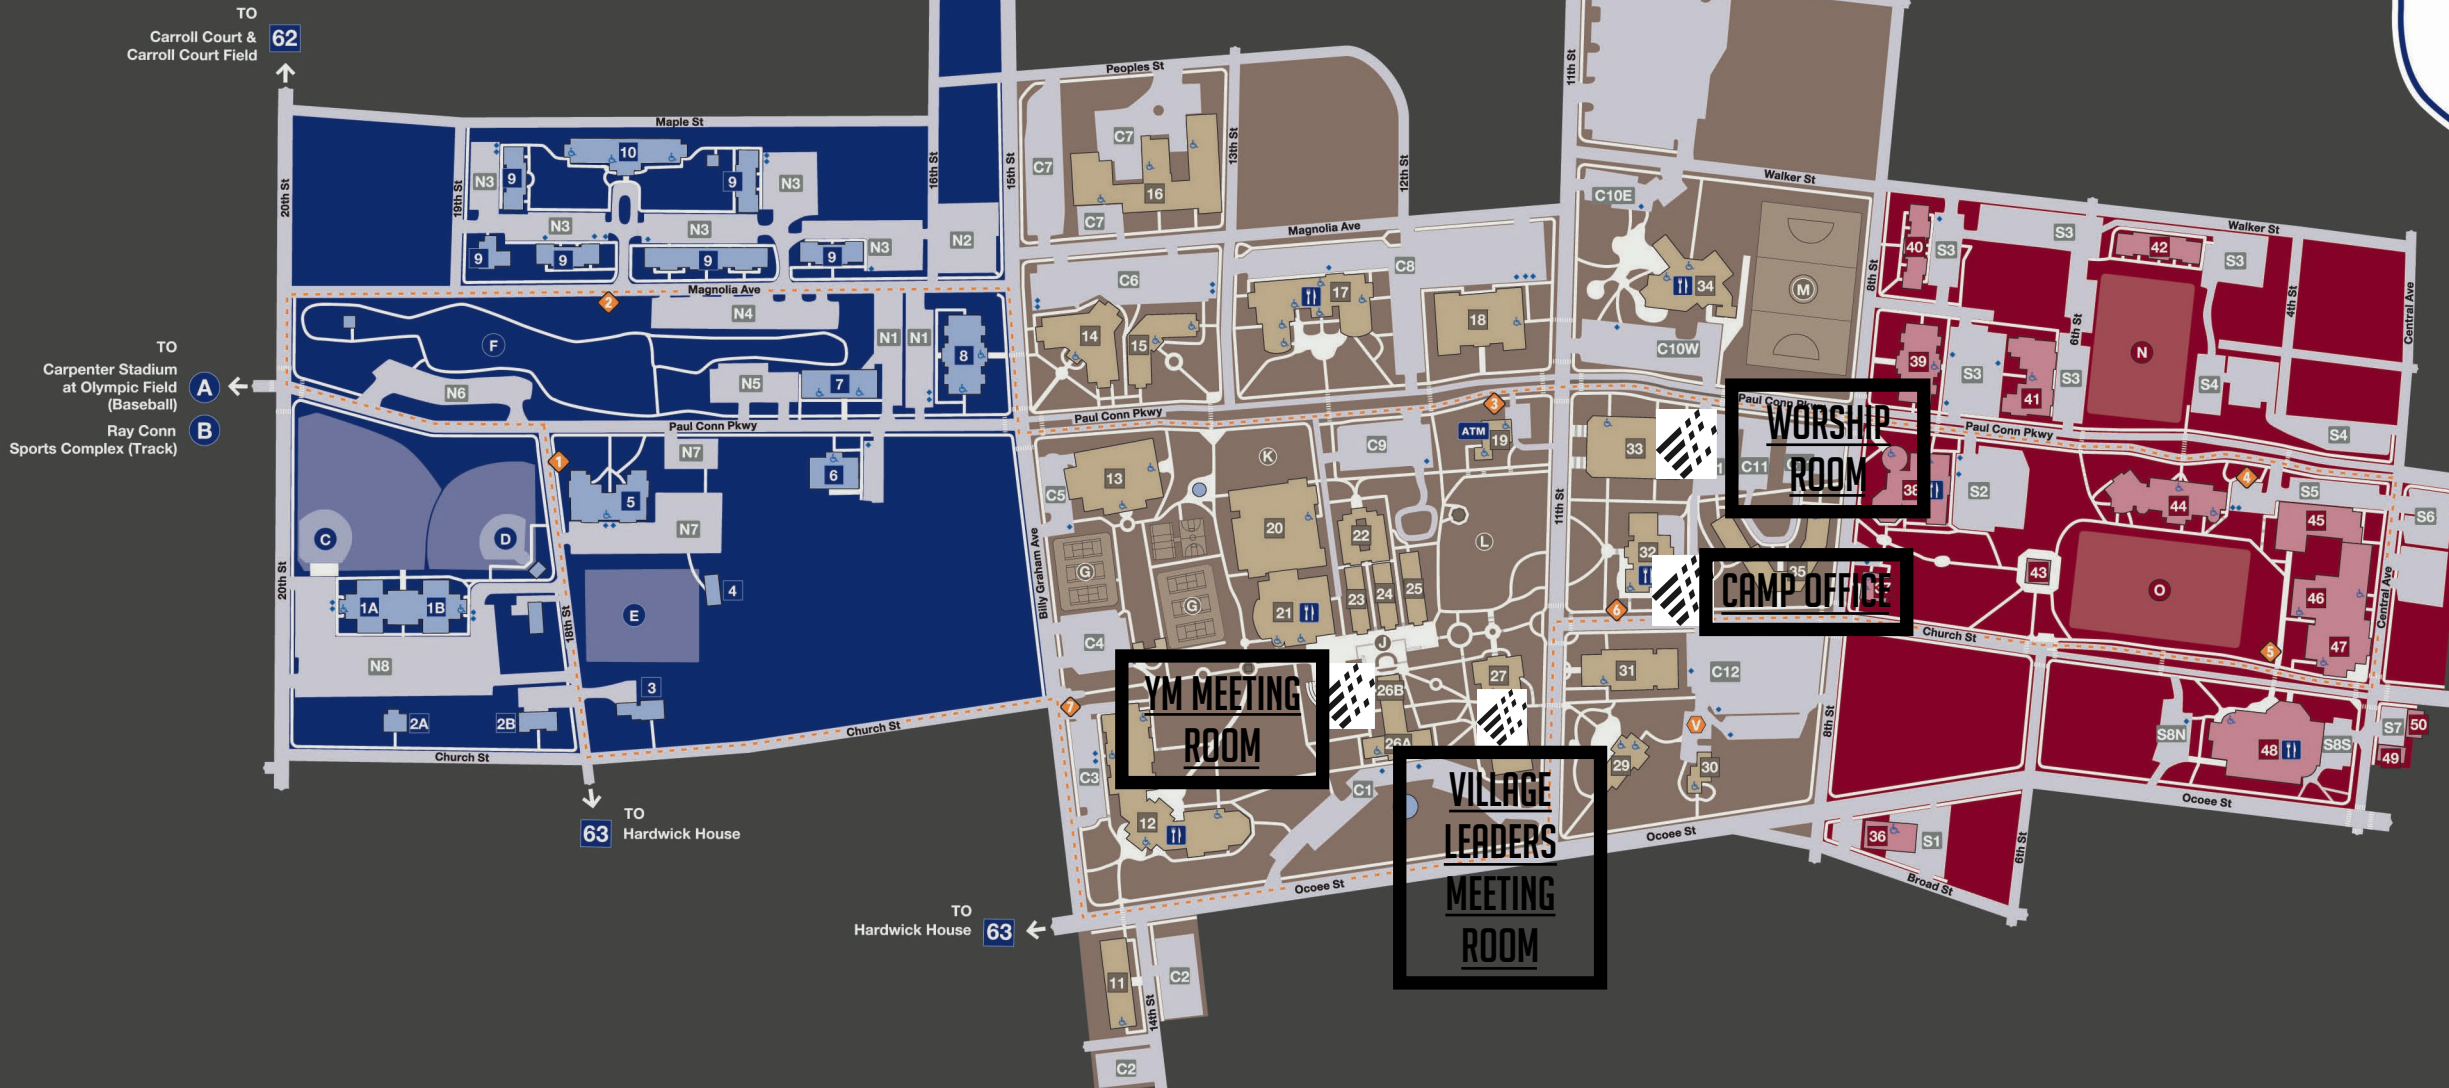 TO
Carroll Court &
Carroll Court Field
62
Maple St
Peoples St
20th St
19th St
16th St
15th St
13th St
12th St
11th St
10
9
9
N3
N3
N3
N3
N3
N2
9
9
9
9
C7
C7
C7
16
Magnolia Ave
Magnolia Ave
2
N4
F
N1
N1
8
N5
7
N6
C6
14
15
C8
17
18
C10E
34
M
C10W
Walker St
8th St
Walker St
40
S3
S3
42
S3
39
S3
41
S3
6th St
N
S4
4th St
Central Ave
S4
TO
Carpenter Stadium
at Olympic Field
(Baseball)
A
Ray Conn
Sports Complex (Track)
B
Paul Conn Pkwy
Paul Conn Pkwy
Paul Conn Pkwy
Paul Conn Pkwy
1
N7
5
N7
6
C
D
20th St
18th St
1A
1B
4
E
N8
3
2A
2B
Church St
Church St
Billy Graham Ave
13
C5
K
C9
ATM
19
3
20
22
L
11th St
G
G
21
23
24
25
J
C4
33
C11
WORSHIP
ROOM
38
S2
44
4
S5
45
S6
32
35
CAMP OFFICE
43
O
46
47
Central Ave
6
Church St
5
31
C12
8th St
7
YM MEETING
ROOM
26B
26A
27
V
29
30
C3
C1
12
VILLAGE
LEADERS
MEETING
ROOM
S8N
48
S8S
S7
50
49
Ocoee St
Ocoee St
Ocoee St
36
S1
6th St
Broad St
TO
63
Hardwick House
TO
Hardwick House
63
11
C2
14th St
C2